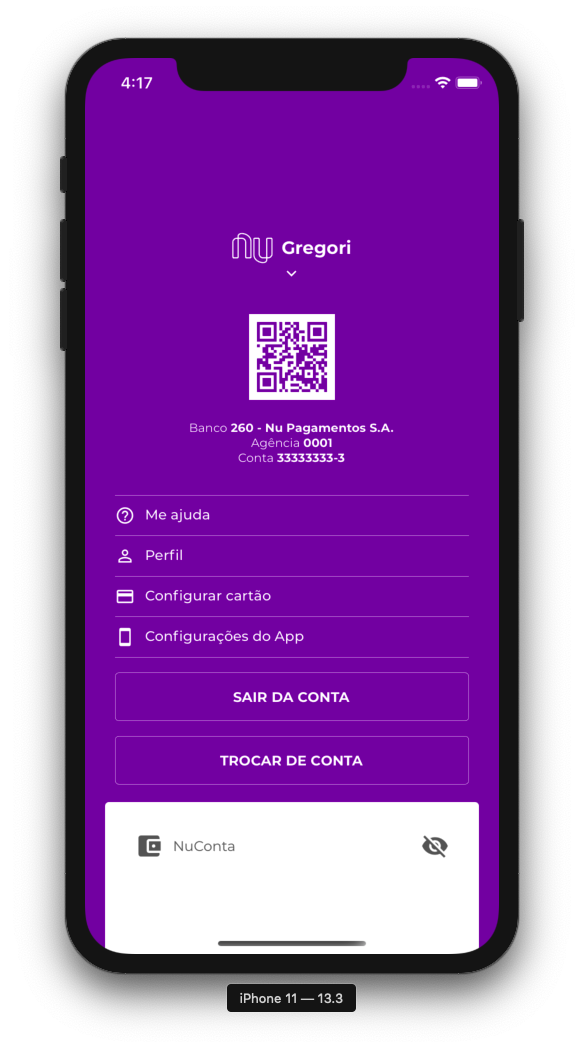 4:17
nu Gregori
Banco 260 - Nu Pagamentos S.A.
Agência 0001
Conta 33333333-3
Me ajuda
Perfil
Configurar cartão
Configurações do App
SAIR DA CONTA
TROCAR DE CONTA
NuConta
iPhone 11 — 13.3